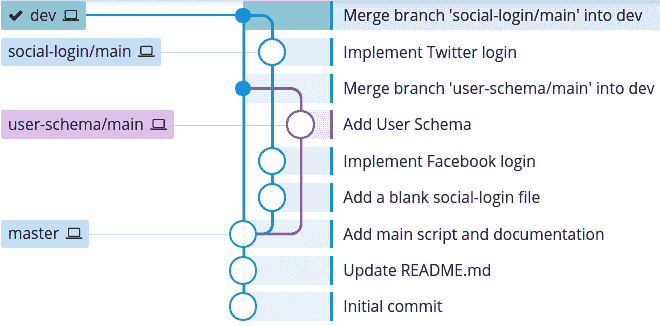 dev Merge branch 'social-login/main' into dev
social-login/main Implement Twitter login
Merge branch 'user-schema/main' into dev
user-schema/main Add User Schema
Implement Facebook login
Add a blank social-login file
master Add main script and documentation
Update README.md
Initial commit